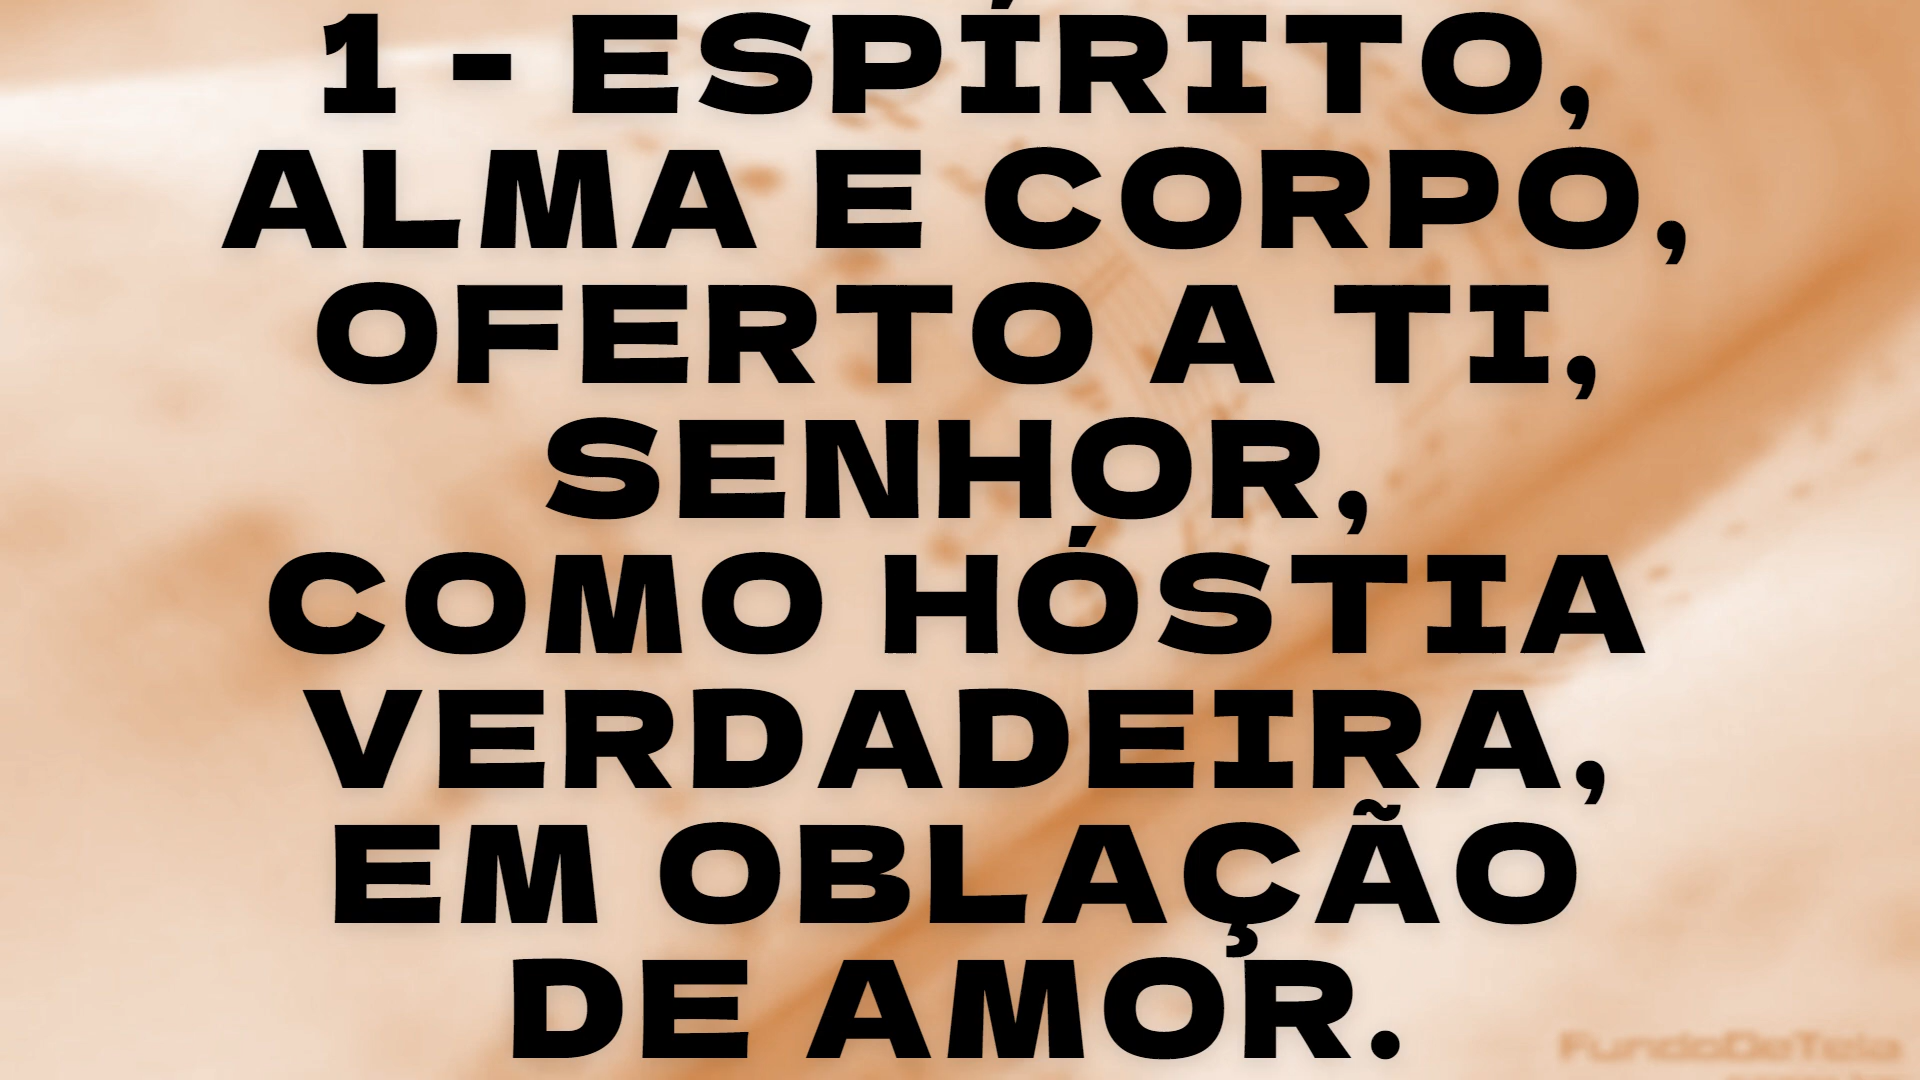 1 - ESPÍRITO,
ALMA E CORPO,
OFERTO A TI,
SENHOR,
COMO HÓSTIA
VERDADEIRA,
EM OBLAÇÃO
DE AMOR.
FundoDeTela